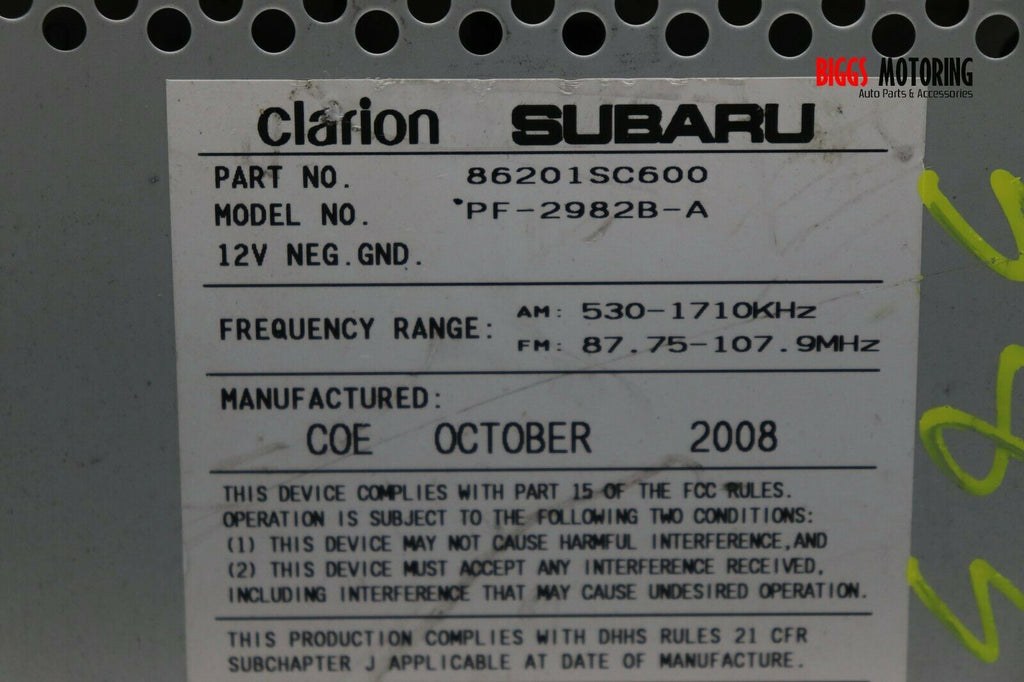 BIGGS MOTORING
Auto Parts & Accessories
clarion SUBARU
PART NO. 86201SC600
MODEL NO. PF-2982B-A
12V NEG.GND.
FREQUENCY RANGE: AM: 530-1710KHz
FM: 87.75-107.9MHz
MANUFACTURED:
COE OCTOBER 2008
THIS DEVICE COMPLIES WITH PART 15 OF THE FCC RULES.
OPERATION IS SUBJECT TO THE FOLLOWING TWO CONDITIONS:
(1) THIS DEVICE MAY NOT CAUSE HARMFUL INTERFERENCE,AND
(2) THIS DEVICE MUST ACCEPT ANY INTERFERENCE RECEIVED,
INCLUDING INTERFERENCE THAT MAY CAUSE UNDESIRED OPERATION.
THIS PRODUCTION COMPLIES WITH DHHS RULES 21 CFR
SUBCHAPTER J APPLICABLE AT DATE OF MANUFACTURE.